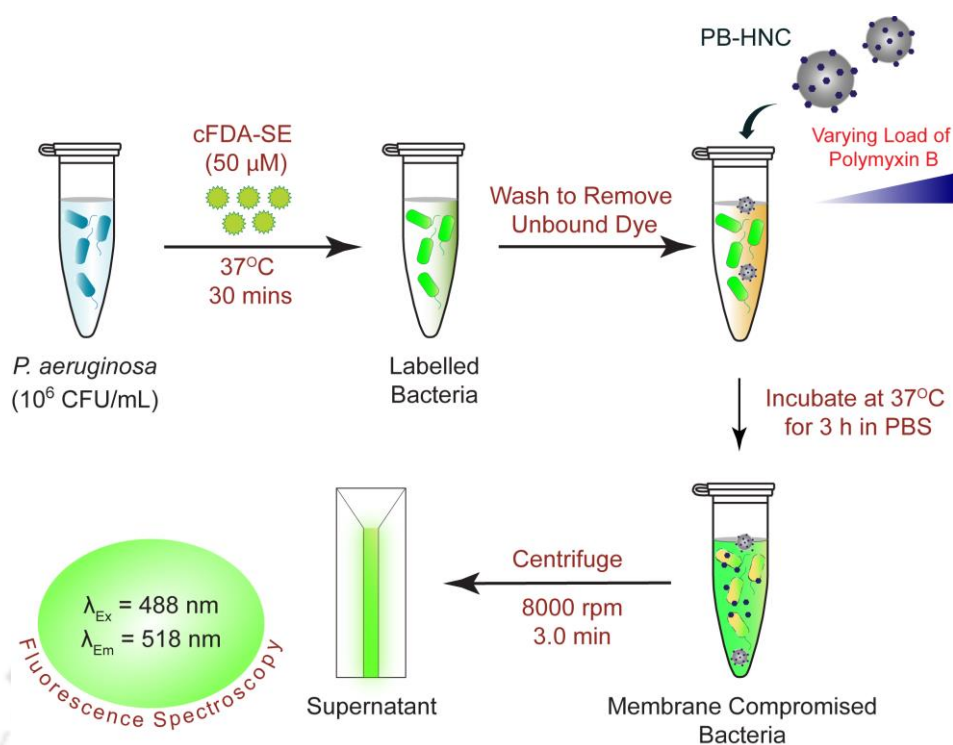 PB-HNC
Varying Load of
Polymyxin B
cFDA-SE
(50 µM)
37°C
30 mins
Wash to Remove
Unbound Dye
P. aeruginosa
(10⁶ CFU/mL)
Labelled
Bacteria
Incubate at 37°C
for 3 h in PBS
Centrifuge
8000 rpm
3.0 min
λEx = 488 nm
λEm = 518 nm
Fluorescence Spectroscopy
Supernatant
Membrane Compromised
Bacteria